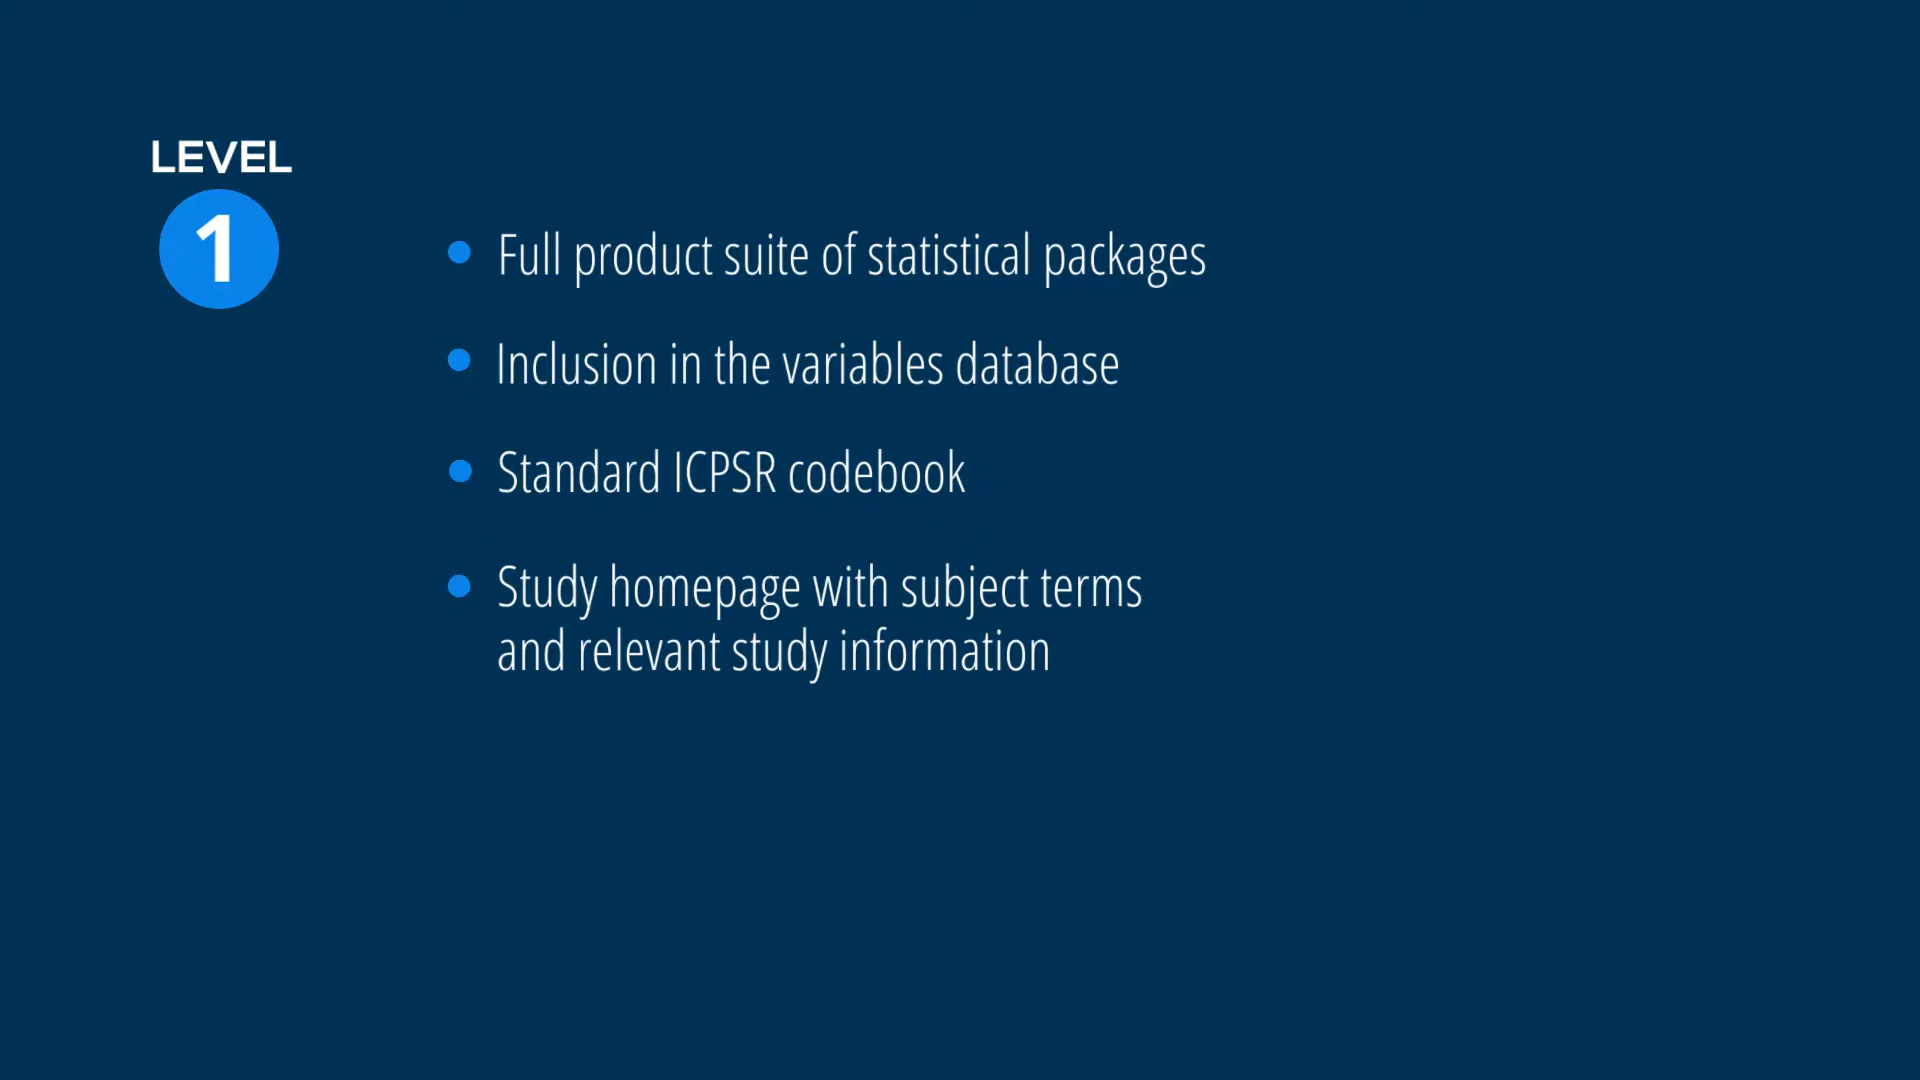 LEVEL
1
Full product suite of statistical packages
Inclusion in the variables database
Standard ICPSR codebook
Study homepage with subject terms
and relevant study information